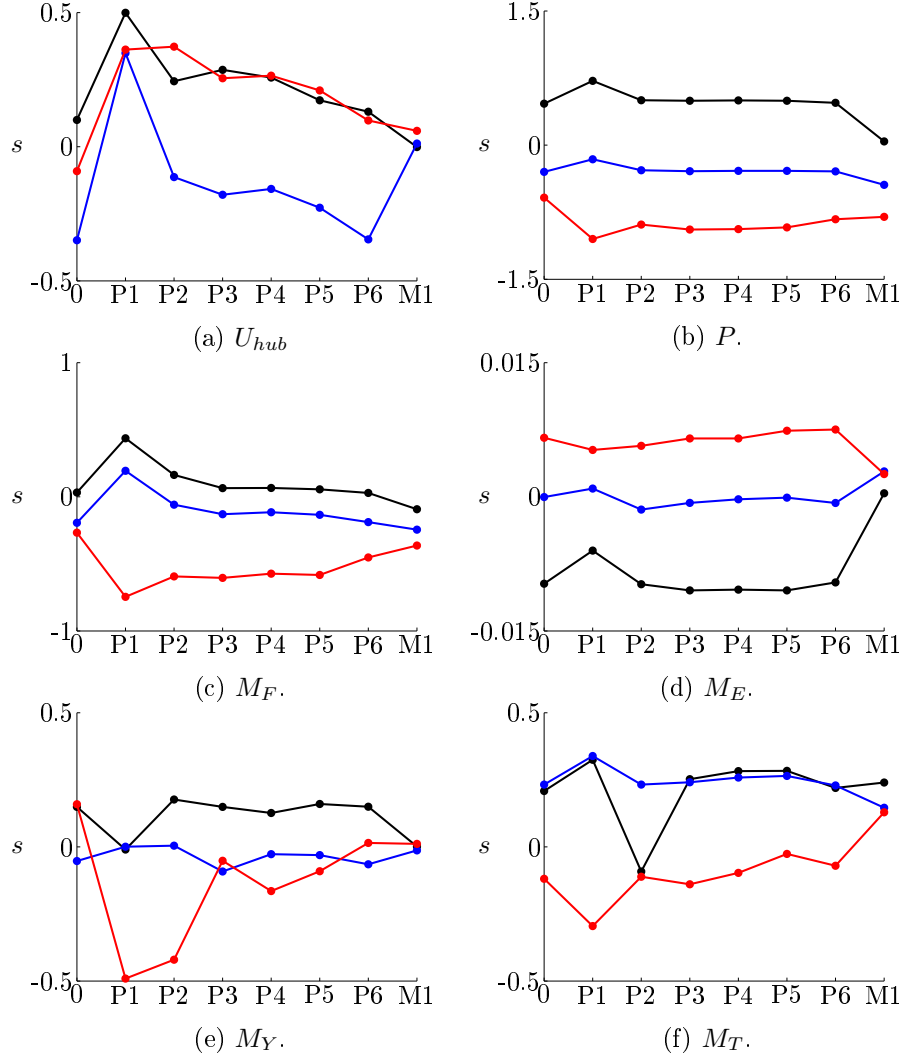 0.5
1.5
s
0
s
0
-0.5
-1.5
0 P1 P2 P3 P4 P5 P6 M1
0 P1 P2 P3 P4 P5 P6 M1
(a) U_hub
(b) P.
1
0.015
s
0
s
0
-1
-0.015
0 P1 P2 P3 P4 P5 P6 M1
0 P1 P2 P3 P4 P5 P6 M1
(c) M_F.
(d) M_E.
0.5
0.5
s
0
s
0
-0.5
-0.5
0 P1 P2 P3 P4 P5 P6 M1
0 P1 P2 P3 P4 P5 P6 M1
(e) M_Y.
(f) M_T.